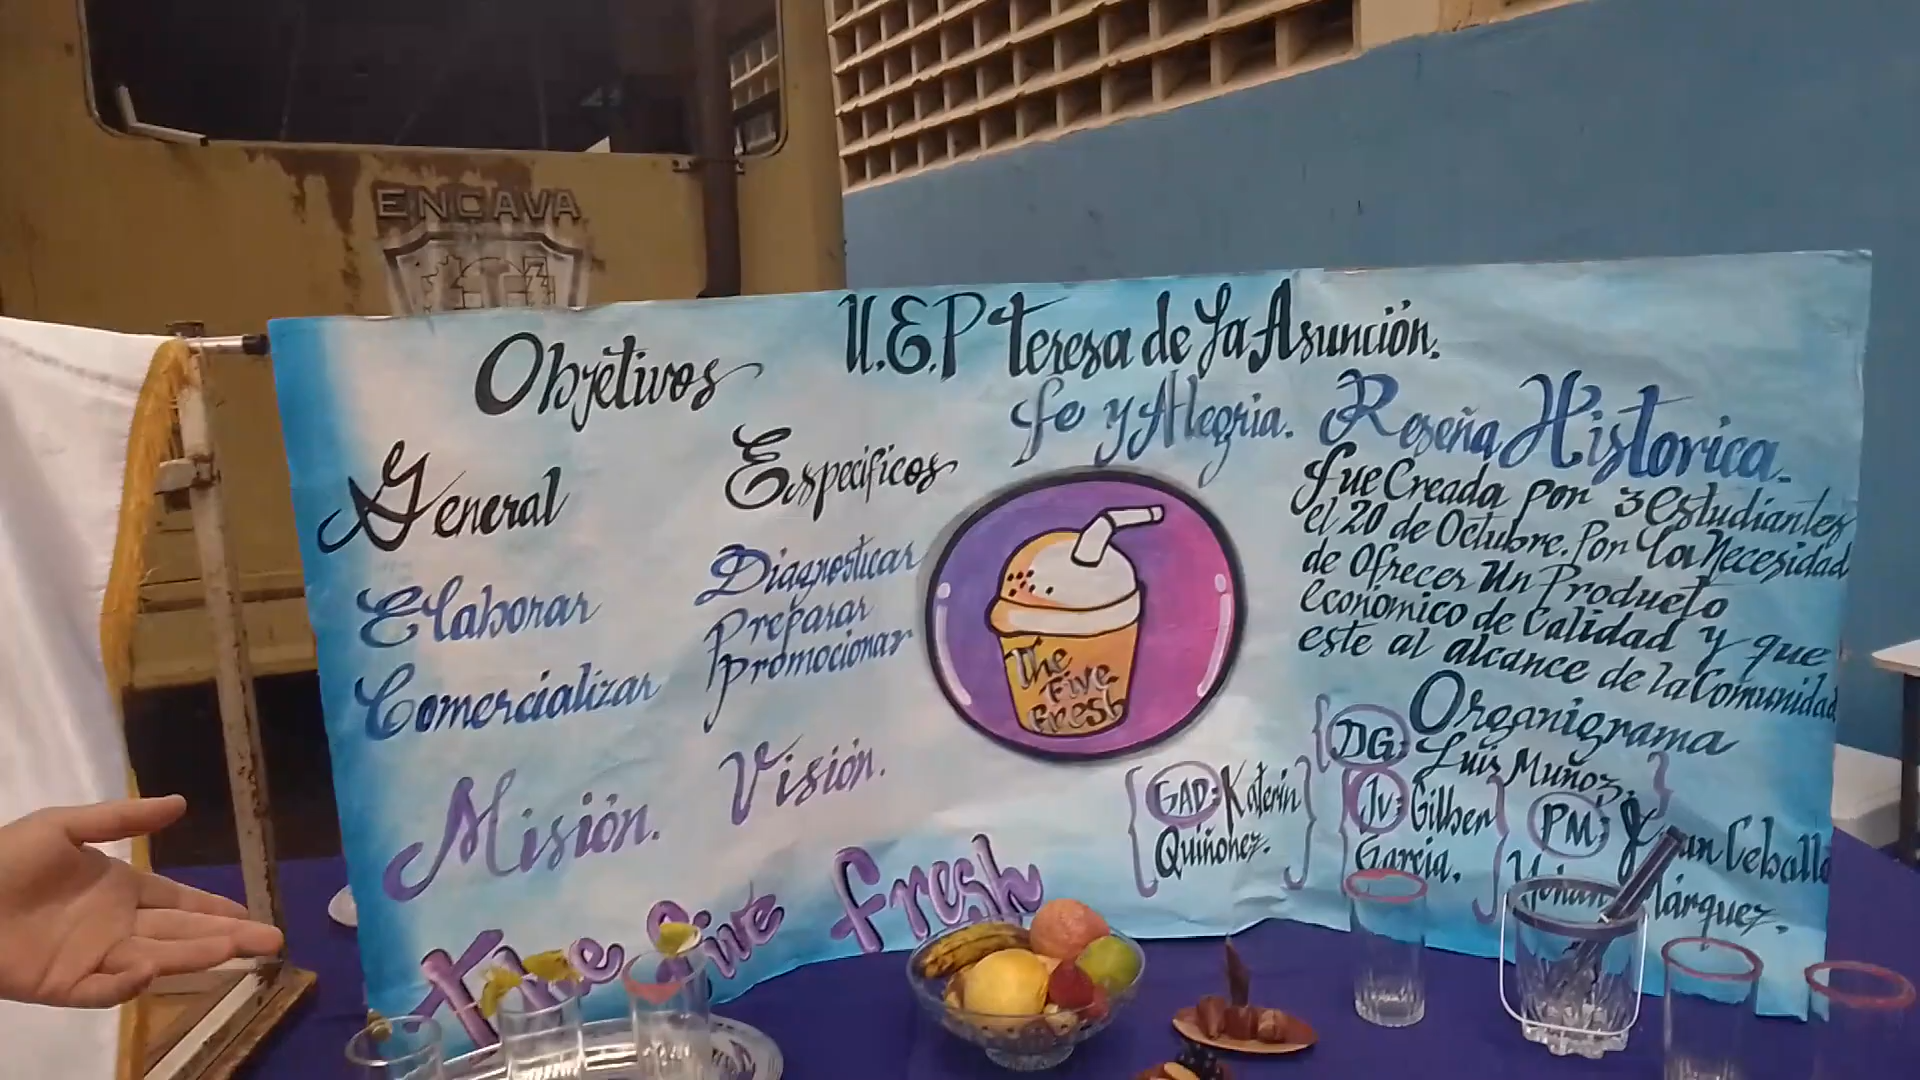 ENCAVA
U.E.P Teresa de La Asunción.
Fe y Alegria.
Objetivos
General
Elaborar
Comercializar
Especificos
Diagnosticar
Preparar
Promocionar
Misión.
Visión.
The Five Fresh
The
Five
Fresh
Reseña Historica.
Fue Creada por 3 Estudiantes
el 20 de Octubre. Por la Necesidad
de Ofrecer Un Producto
Economico de Calidad y que
este al alcance de la Comunidad
Organigrama
DG: Luis Muñoz.
GAD: Katerin
Quiñonez.
JV: Gilber
Garcia.
PM:
Márquez.